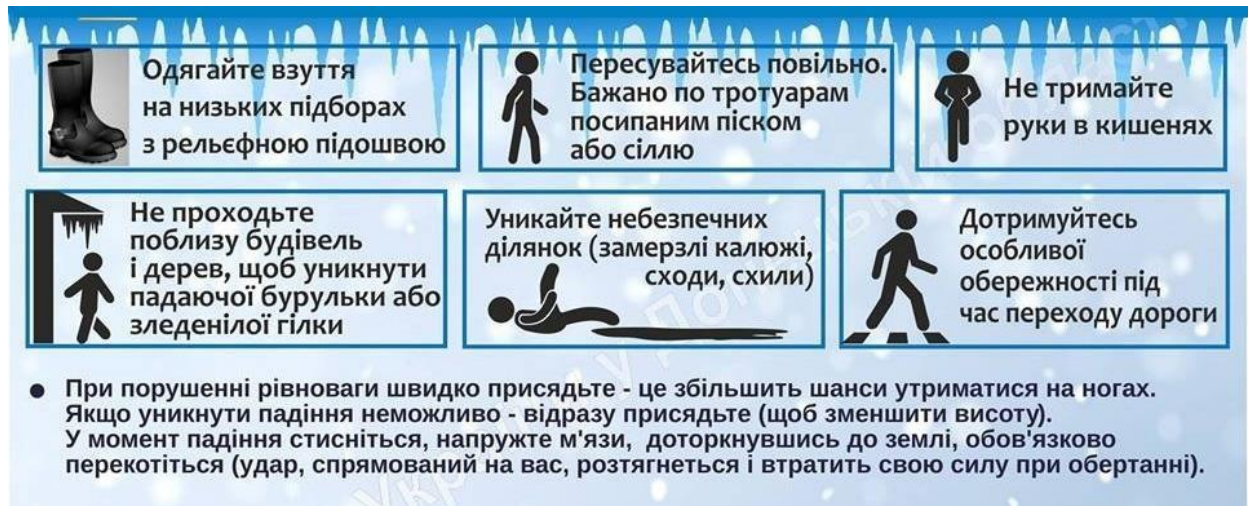 Одягайте взуття
на низьких підборах
з рельєфною підошвою
Пересувайтесь повільно.
Бажано по тротуарам
посипаним піском
або сіллю
Не тримайте
руки в кишенях
Не проходьте
поблизу будівель
і дерев, щоб уникнути
падаючої бурульки або
зледенілої гілки
Уникайте небезпечних
ділянок (замерзлі калюжі,
сходи, схили)
Дотримуйтесь
особливої
обережності під
час переходу дороги
● При порушенні рівноваги швидко присядьте - це збільшить шанси утриматися на ногах.
Якщо уникнути падіння неможливо - відразу присядьте (щоб зменшити висоту).
У момент падіння стисніться, напружте м'язи, доторкнувшись до землі, обов'язково
перекотіться (удар, спрямований на вас, розтягнеться і втратить свою силу при обертанні).